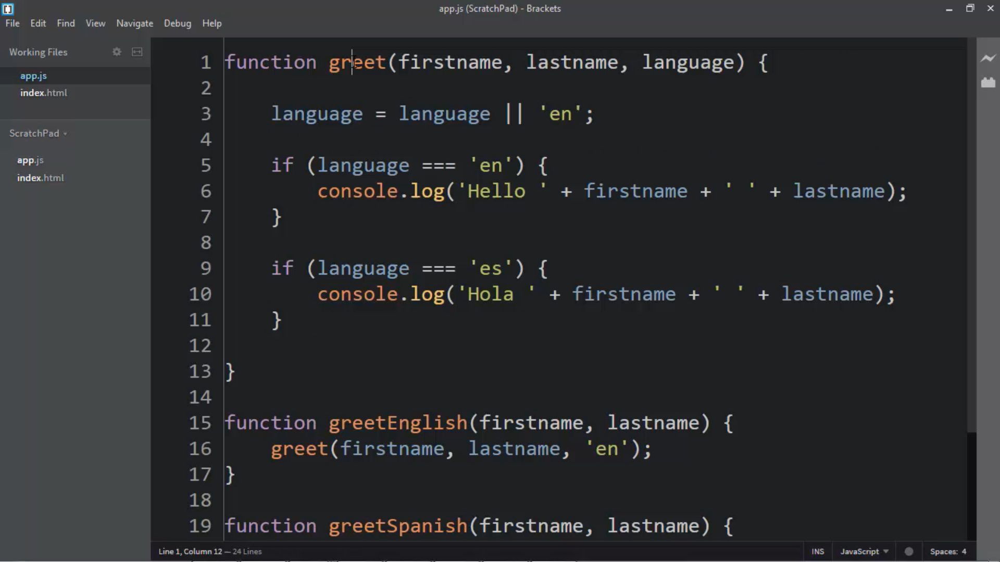 app.js (ScratchPad) - Brackets
File Edit Find View Navigate Debug Help
Working Files
app.js
index.html
ScratchPad
app.js
index.html
1 function greet(firstname, lastname, language) {
2
3     language = language || 'en';
4
5     if (language === 'en') {
6         console.log('Hello ' + firstname + ' ' + lastname);
7     }
8
9     if (language === 'es') {
10         console.log('Hola ' + firstname + ' ' + lastname);
11     }
12
13 }
14
15 function greetEnglish(firstname, lastname) {
16     greet(firstname, lastname, 'en');
17 }
18
19 function greetSpanish(firstname, lastname) {
Line 1, Column 12 — 24 Lines
INS JavaScript Spaces: 4